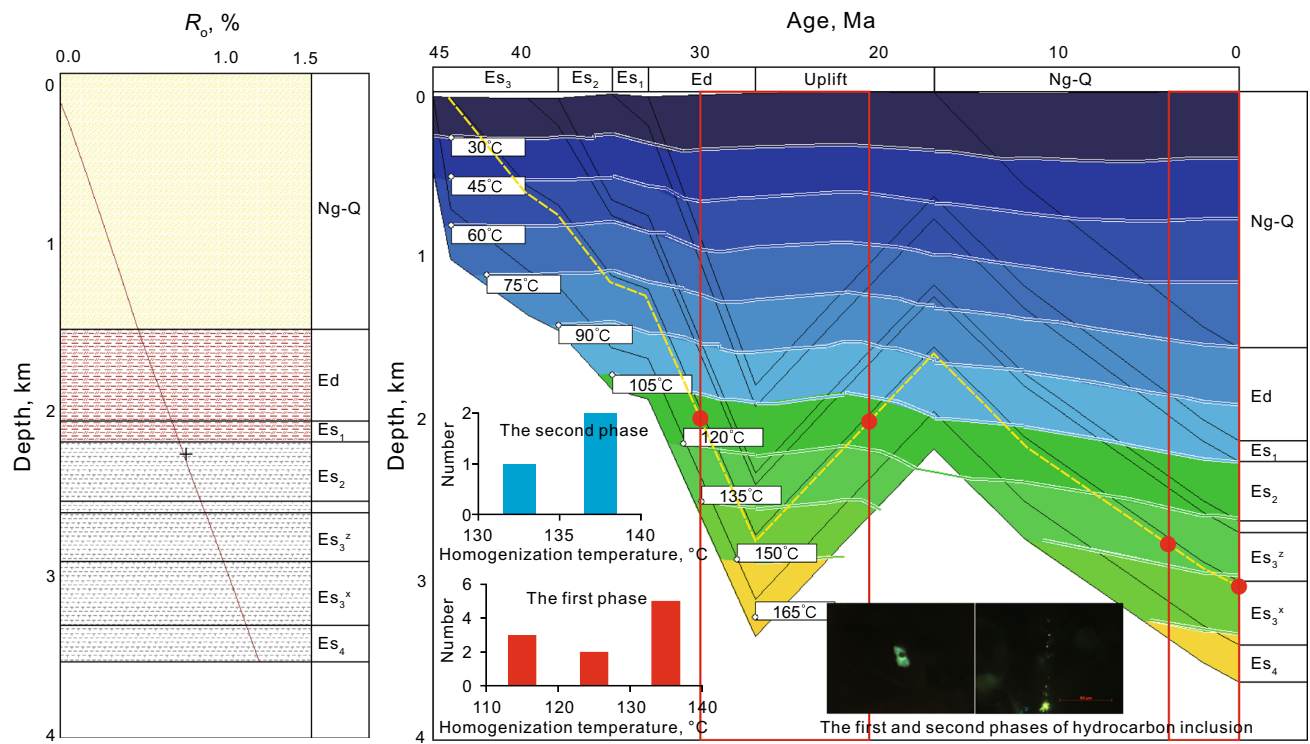 Rₒ, %
0.0 1.0 1.5
Depth, km
0
1
2
3
4
Ng-Q
Ed
Es₁
Es₂
Es₃ᶻ
Es₃ˣ
Es₄
Age, Ma
45 40 30 20 10 0
Es₃ Es₂ Es₁ Ed Uplift Ng-Q
Depth, km
0
1
2
3
4
30°C
45°C
60°C
75°C
90°C
105°C
120°C
135°C
150°C
165°C
Ng-Q
Ed
Es₁
Es₂
Es₃ᶻ
Es₃ˣ
Es₄
The second phase
Number
2
1
0
130 135 140
Homogenization temperature, °C
The first phase
Number
6
4
2
0
110 120 130 140
Homogenization temperature, °C
The first and second phases of hydrocarbon inclusion